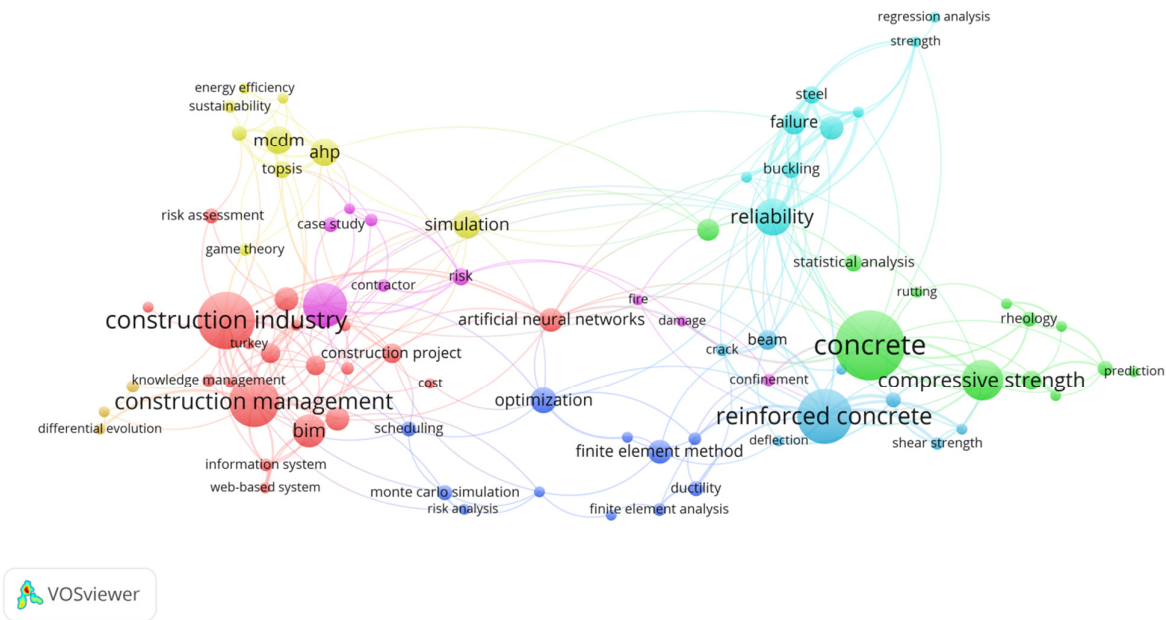 regression analysis
strength
energy efficiency
steel
sustainability
failure
mcdm
ahp
topsis
buckling
risk assessment
reliability
case study
simulation
game theory
statistical analysis
risk
contractor
rutting
fire
construction industry
artificial neural networks
damage
rheology
turkey
beam
concrete
crack
construction project
prediction
knowledge management
cost
confinement
compressive strength
construction management
optimization
reinforced concrete
differential evolution
bim
scheduling
deflection
shear strength
finite element method
information system
web-based system
monte carlo simulation
ductility
risk analysis
finite element analysis
VOSviewer